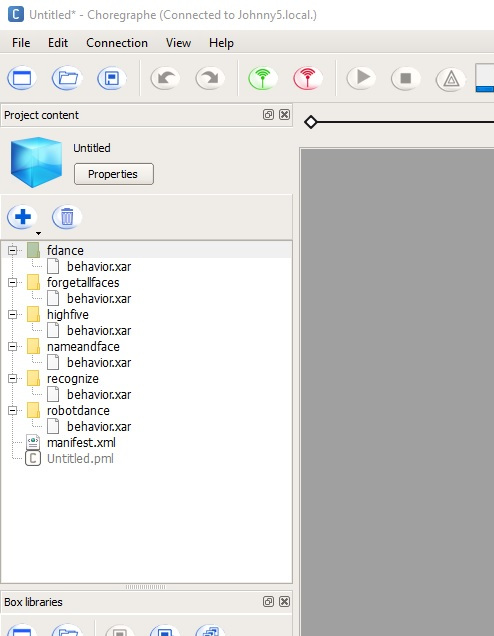 Untitled* - Choregraphe (Connected to Johnny5.local.)
File Edit Connection View Help
Project content
Untitled
Properties
fdance
behavior.xar
forgetallfaces
behavior.xar
highfive
behavior.xar
nameandface
behavior.xar
recognize
behavior.xar
robotdance
behavior.xar
manifest.xml
Untitled.pml
Box libraries